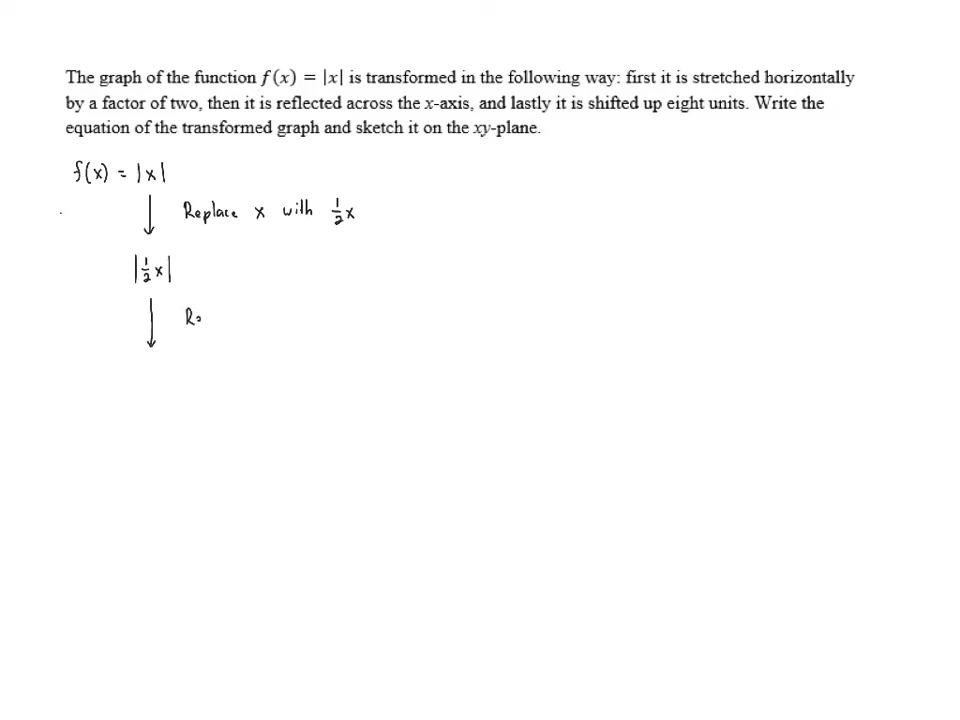 The graph of the function f(x) = |x| is transformed in the following way: first it is stretched horizontally
by a factor of two, then it is reflected across the x-axis, and lastly it is shifted up eight units. Write the
equation of the transformed graph and sketch it on the xy-plane.
f(x) = |x|
Replace x with 1/2 x
|1/2 x|